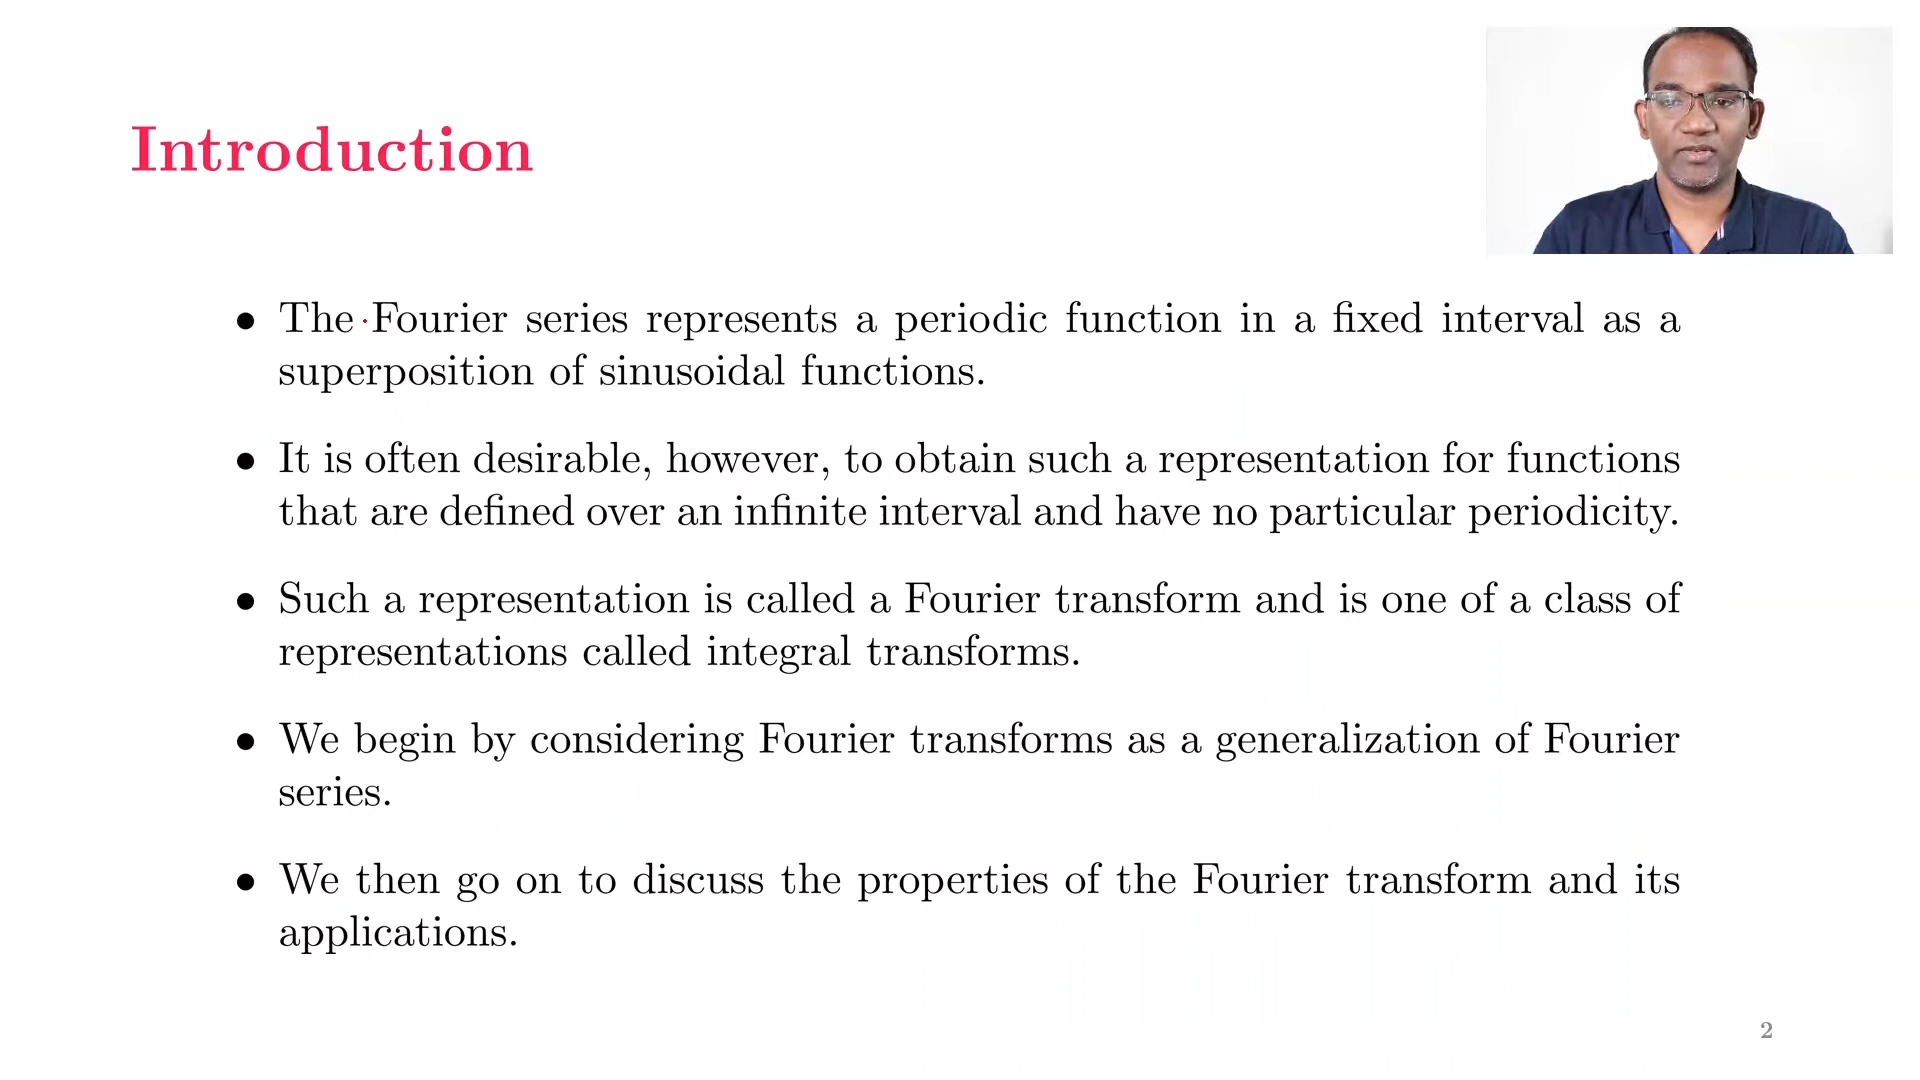 Introduction
• The Fourier series represents a periodic function in a fixed interval as a
superposition of sinusoidal functions.
• It is often desirable, however, to obtain such a representation for functions
that are defined over an infinite interval and have no particular periodicity.
• Such a representation is called a Fourier transform and is one of a class of
representations called integral transforms.
• We begin by considering Fourier transforms as a generalization of Fourier
series.
• We then go on to discuss the properties of the Fourier transform and its
applications.
2